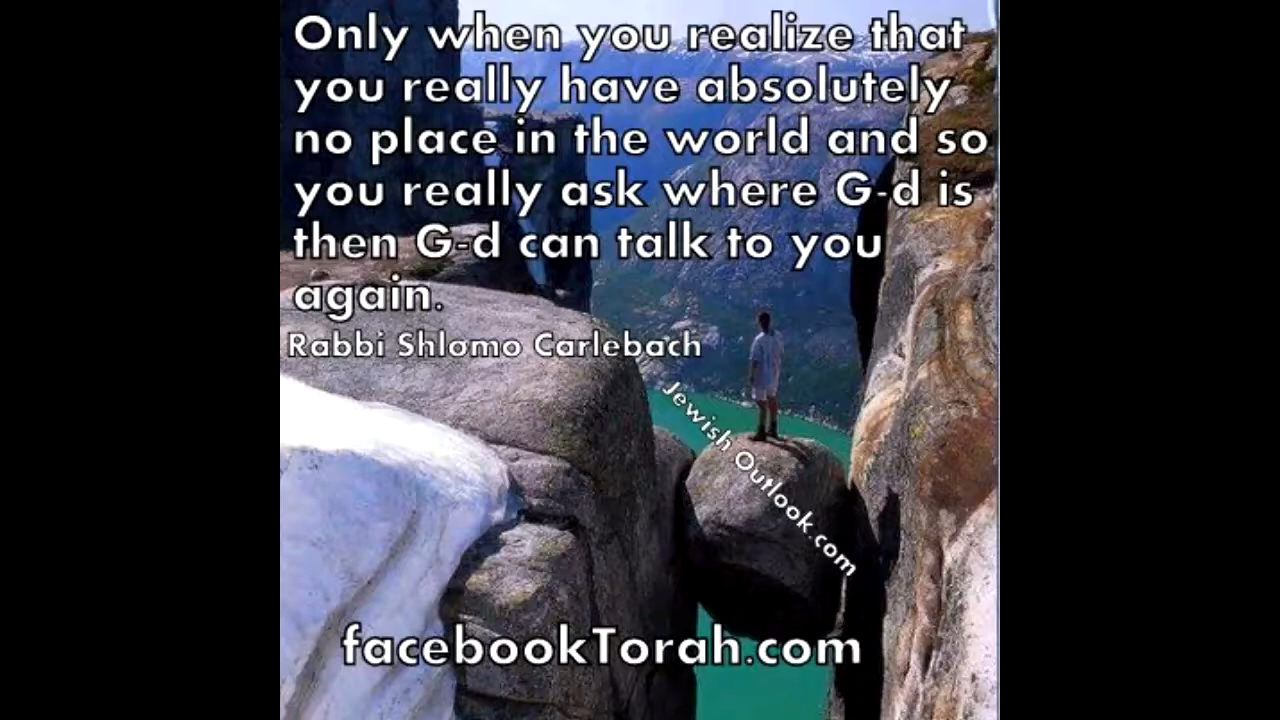 Only when you realize that
you really have absolutely
no place in the world and so
you really ask where G-d is
then G-d can talk to you
again.
Rabbi Shlomo Carlebach
Jewish Outlook.com
facebookTorah.com